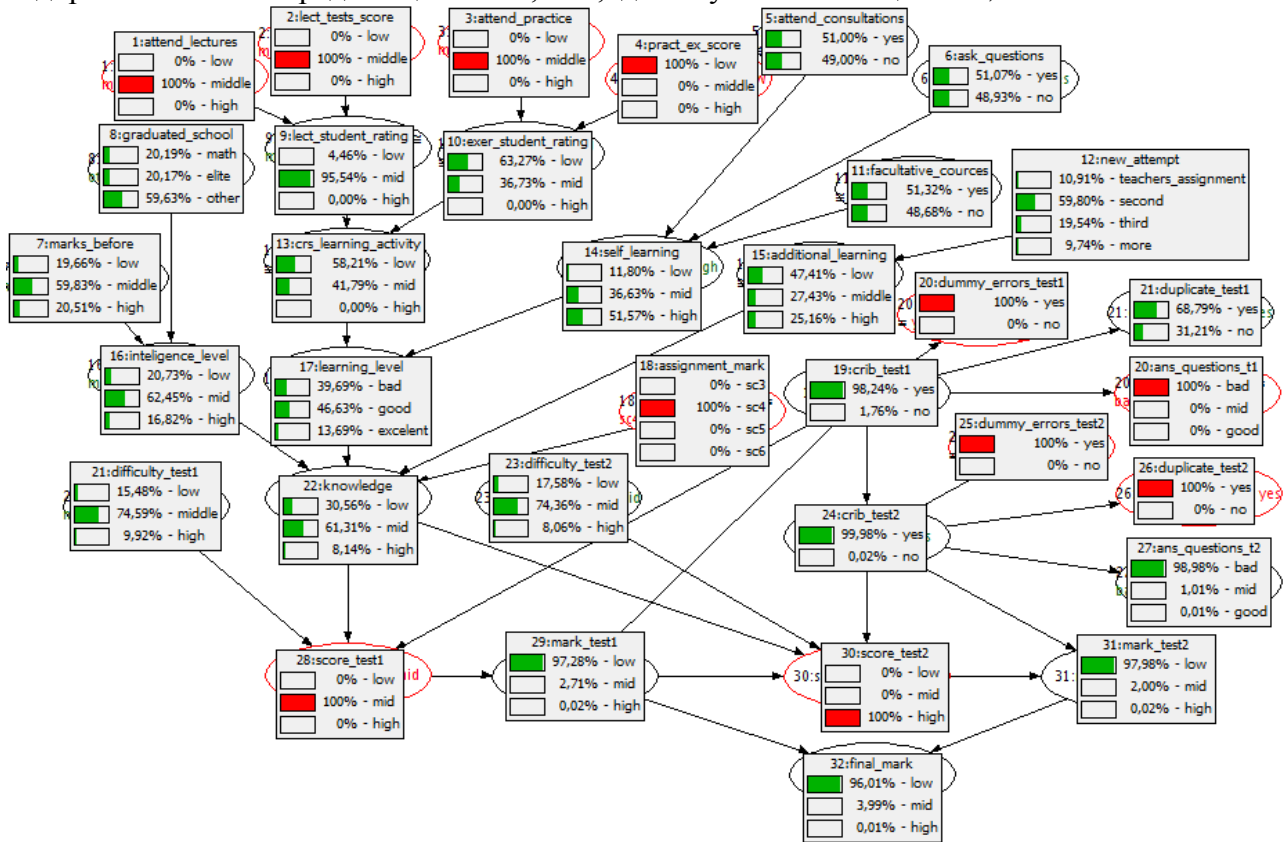 1:attend_lectures
0% - low
100% - middle
0% - high
2:lect_tests_score
0% - low
100% - middle
0% - high
3:attend_practice
0% - low
100% - middle
0% - high
4:pract_ex_score
100% - low
0% - middle
0% - high
5:attend_consultations
51,00% - yes
49,00% - no
6:ask_questions
51,07% - yes
48,93% - no
8:graduated_school
20,19% - math
20,17% - elite
59,63% - other
9:lect_student_rating
4,46% - low
95,54% - mid
0,00% - high
10:exer_student_rating
63,27% - low
36,73% - mid
0,00% - high
11:facultative_cources
51,32% - yes
48,68% - no
12:new_attempt
10,91% - teachers_assignment
59,80% - second
19,54% - third
9,74% - more
7:marks_before
19,66% - low
59,83% - middle
20,51% - high
13:crs_learning_activity
58,21% - low
41,79% - mid
0,00% - high
14:self_learning
11,80% - low
36,63% - mid
51,57% - high
15:additional_learning
47,41% - low
27,43% - middle
25,16% - high
20:dummy_errors_test1
100% - yes
0% - no
21:duplicate_test1
68,79% - yes
31,21% - no
16:inteligence_level
20,73% - low
62,45% - mid
16,82% - high
17:learning_level
39,69% - bad
46,63% - good
13,69% - excelent
18:assignment_mark
0% - sc3
100% - sc4
0% - sc5
0% - sc6
19:crib_test1
98,24% - yes
1,76% - no
20:ans_questions_t1
100% - bad
0% - mid
0% - good
25:dummy_errors_test2
100% - yes
0% - no
21:difficulty_test1
15,48% - low
74,59% - middle
9,92% - high
22:knowledge
30,56% - low
61,31% - mid
8,14% - high
23:difficulty_test2
17,58% - low
74,36% - mid
8,06% - high
24:crib_test2
99,98% - yes
0,02% - no
26:duplicate_test2
100% - yes
0% - no
27:ans_questions_t2
98,98% - bad
1,01% - mid
0,01% - good
28:score_test1
0% - low
100% - mid
0% - high
29:mark_test1
97,28% - low
2,71% - mid
0,02% - high
30:score_test2
0% - low
0% - mid
100% - high
31:mark_test2
97,98% - low
2,00% - mid
0,02% - high
32:final_mark
96,01% - low
3,99% - mid
0,01% - high